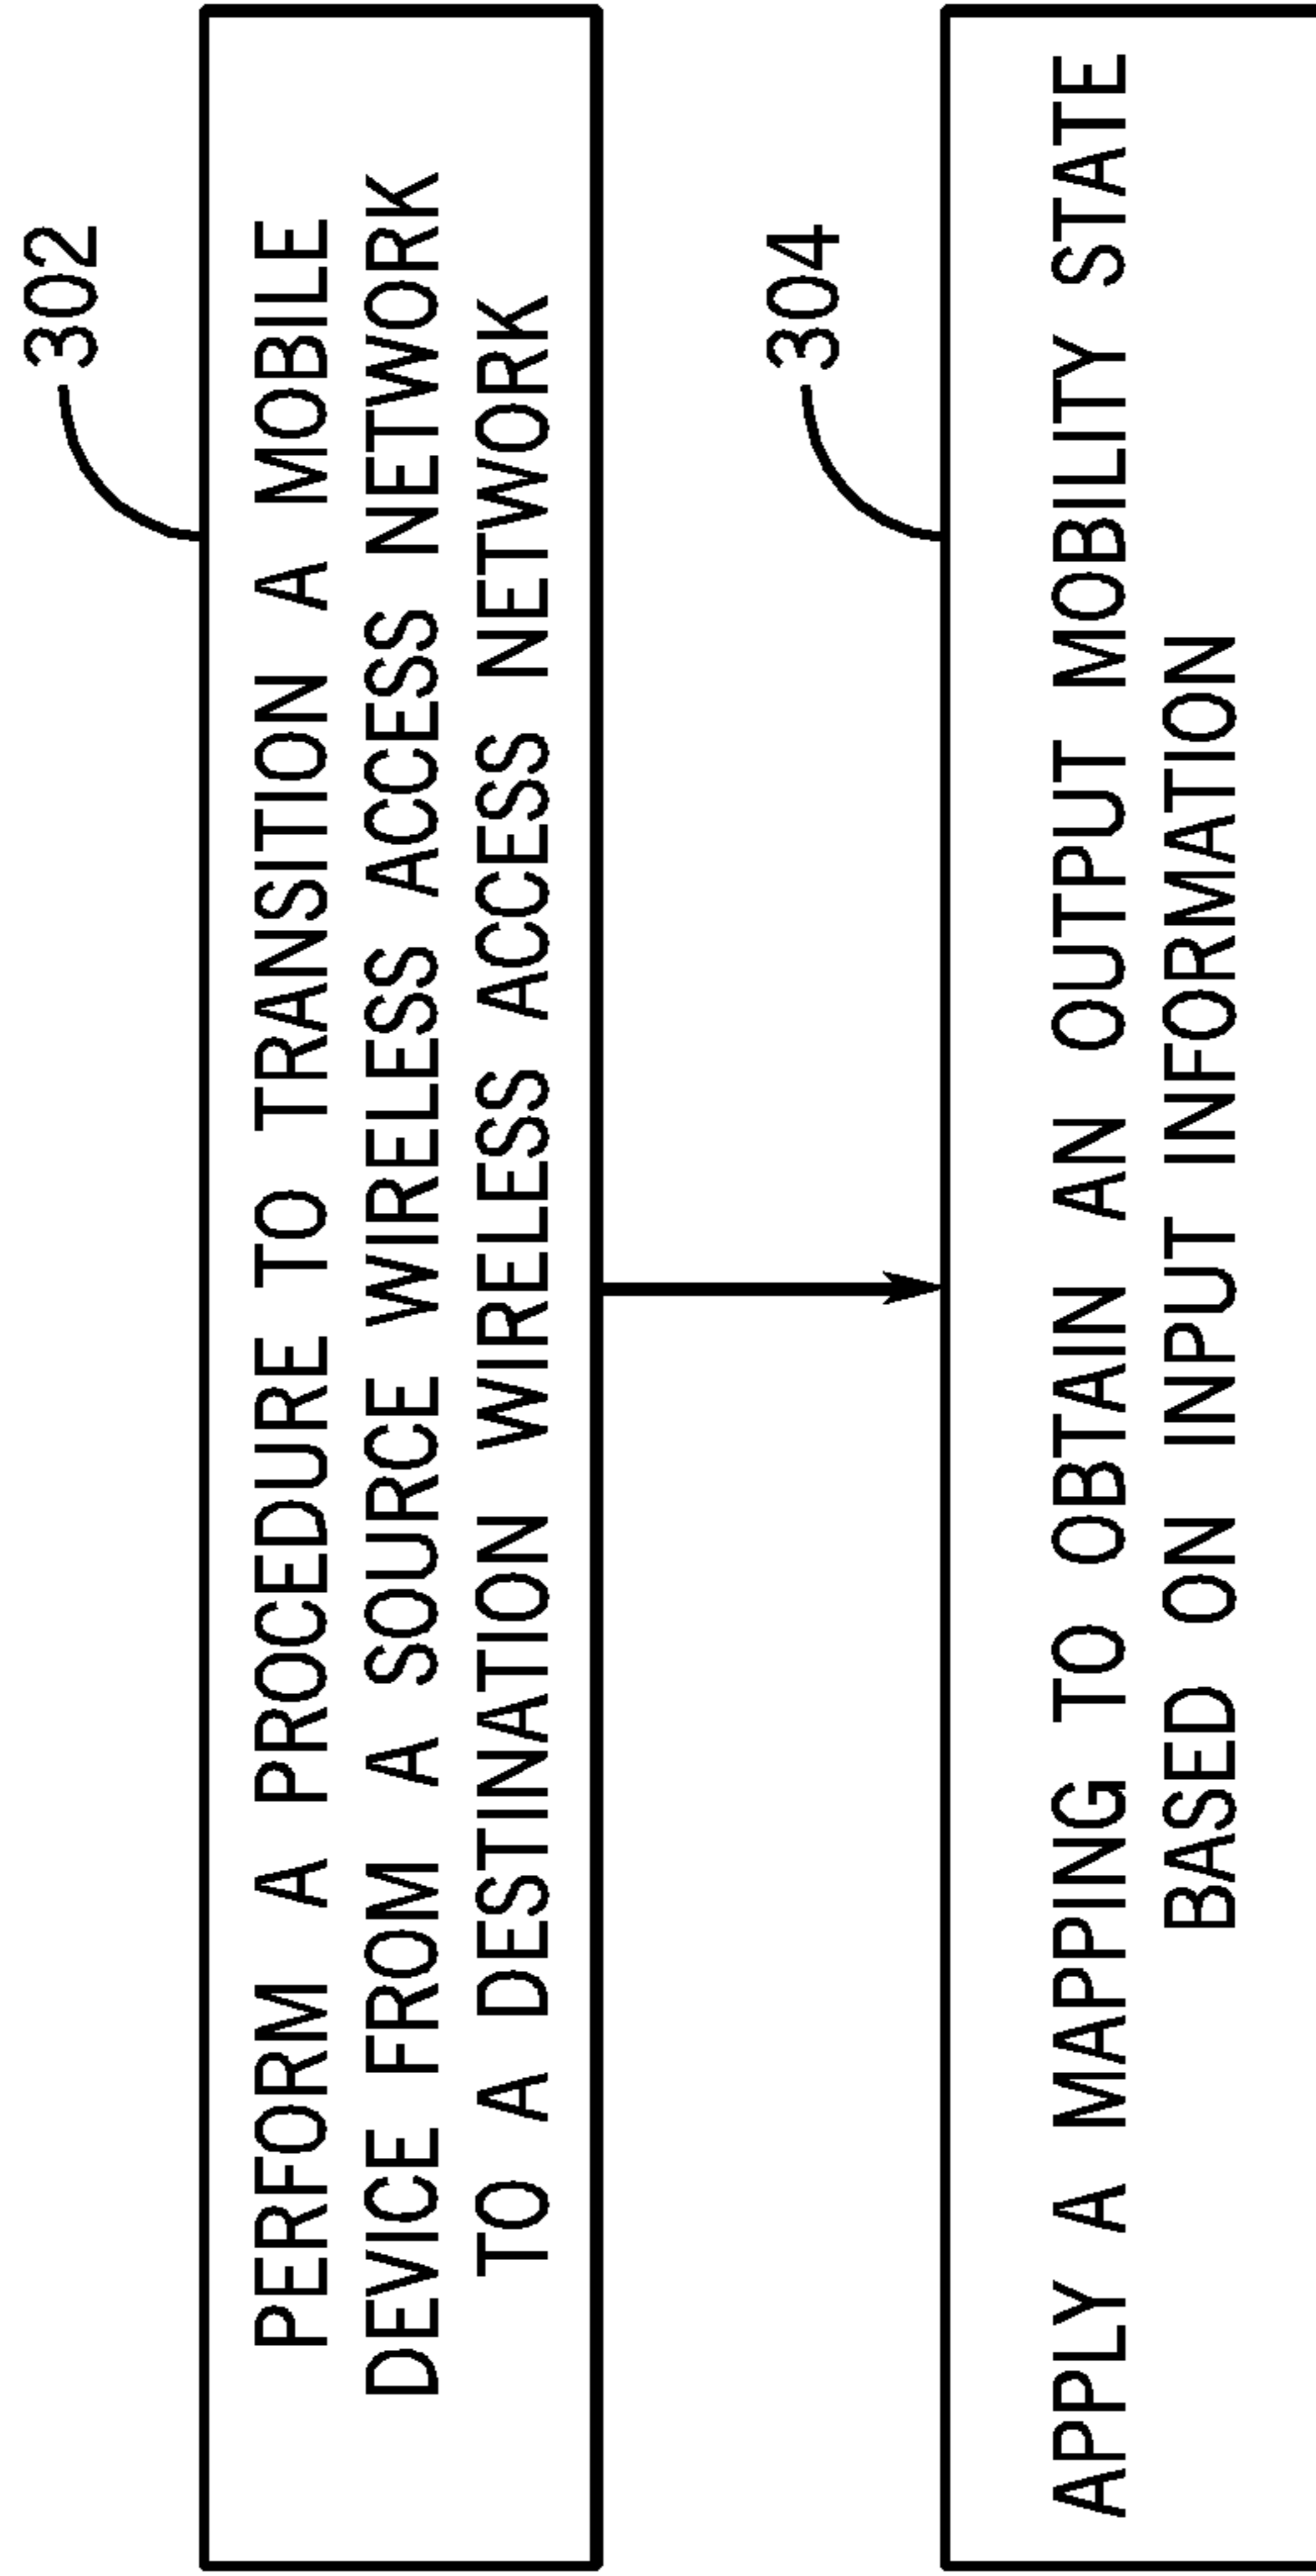 302
PERFORM A PROCEDURE TO TRANSITION A MOBILE
DEVICE FROM A SOURCE WIRELESS ACCESS NETWORK
TO A DESTINATION WIRELESS ACCESS NETWORK
304
APPLY A MAPPING TO OBTAIN AN OUTPUT MOBILITY STATE
BASED ON INPUT INFORMATION